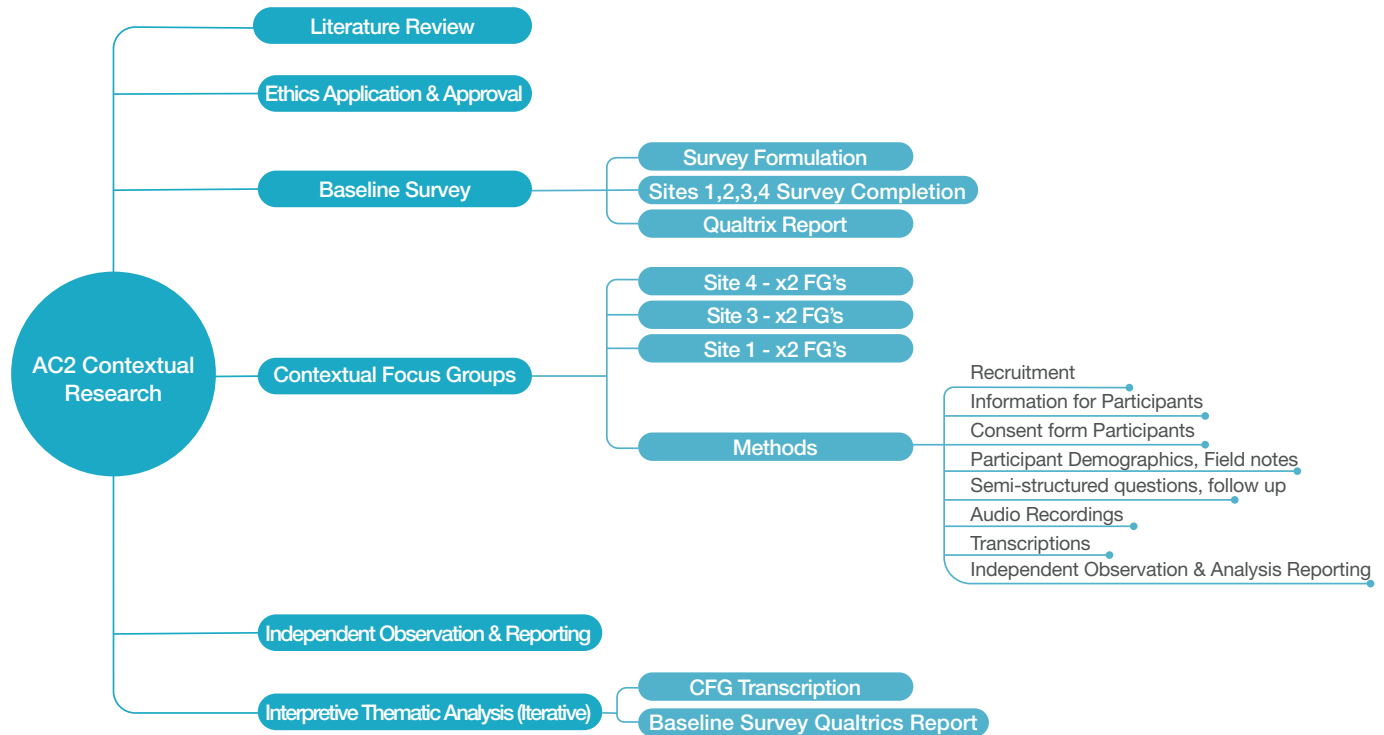 Literature Review
Ethics Application & Approval
Survey Formulation
Baseline Survey
Sites 1,2,3,4 Survey Completion
Qualtrix Report
Site 4 - x2 FG's
Site 3 - x2 FG's
Site 1 - x2 FG's
AC2 Contextual
Research
Contextual Focus Groups
Methods
Recruitment
Information for Participants
Consent form Participants
Participant Demographics, Field notes
Semi-structured questions, follow up
Audio Recordings
Transcriptions
Independent Observation & Analysis Reporting
Independent Observation & Reporting
Interpretive Thematic Analysis (Iterative)
CFG Transcription
Baseline Survey Qualtrics Report